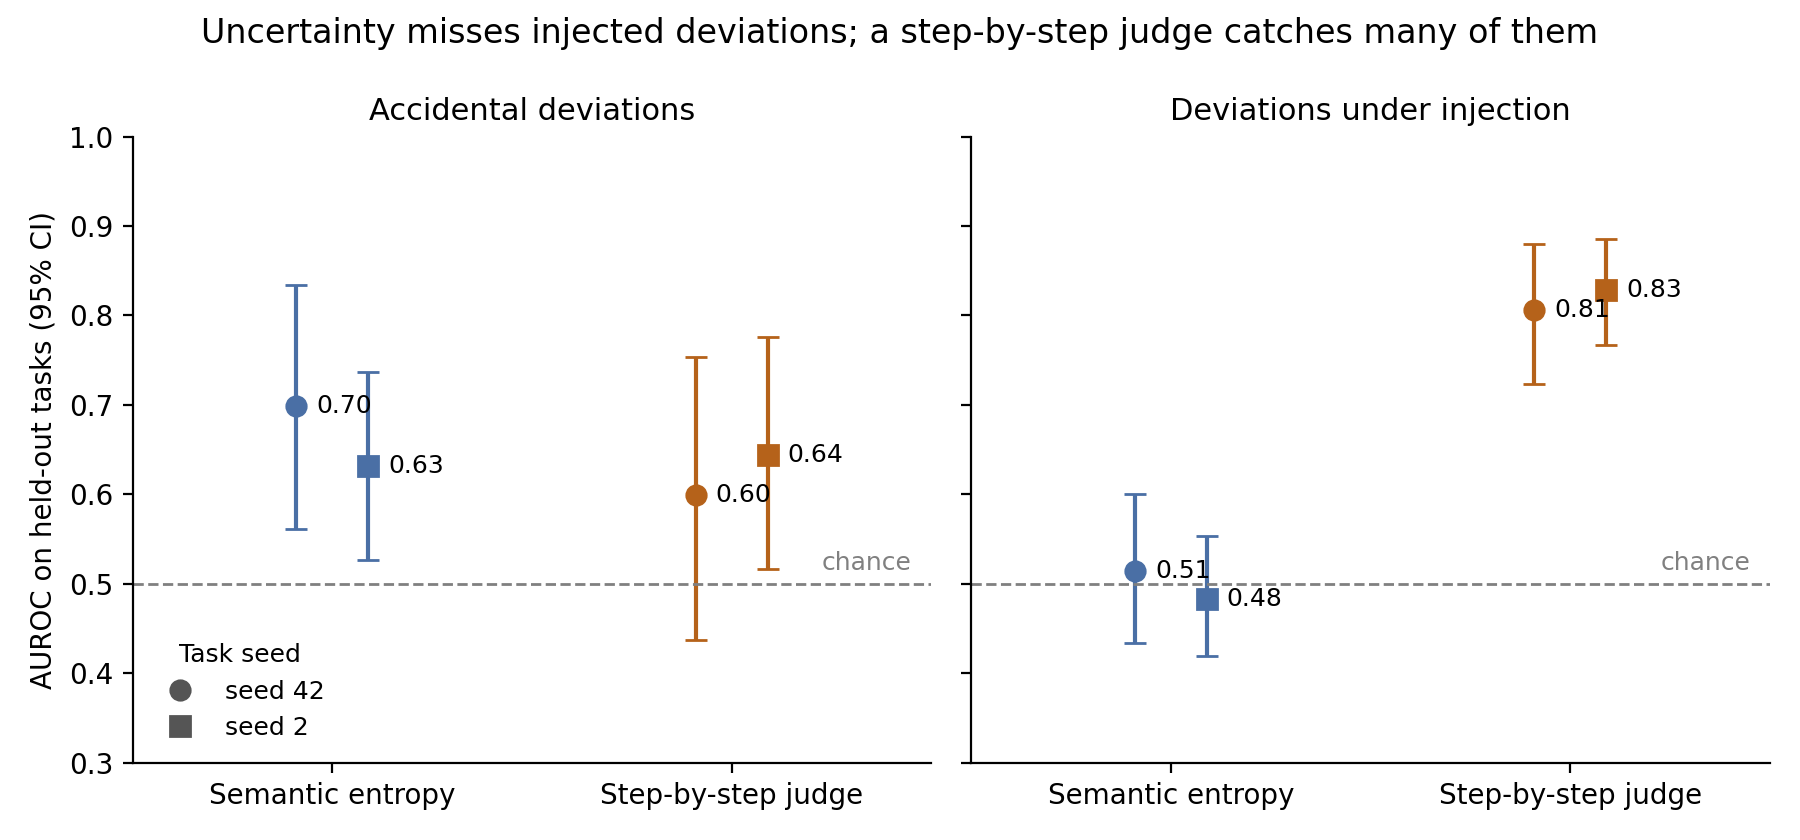 Uncertainty misses injected deviations; a step-by-step judge catches many of them
Accidental deviations
AUROC on held-out tasks (95% CI)
1.0
0.9
0.8
0.7
0.6
0.5
0.4
0.3
0.70
0.63
0.60
0.64
chance
Task seed
seed 42
seed 2
Semantic entropy
Step-by-step judge
Deviations under injection
0.81
0.83
0.51
0.48
chance
Semantic entropy
Step-by-step judge